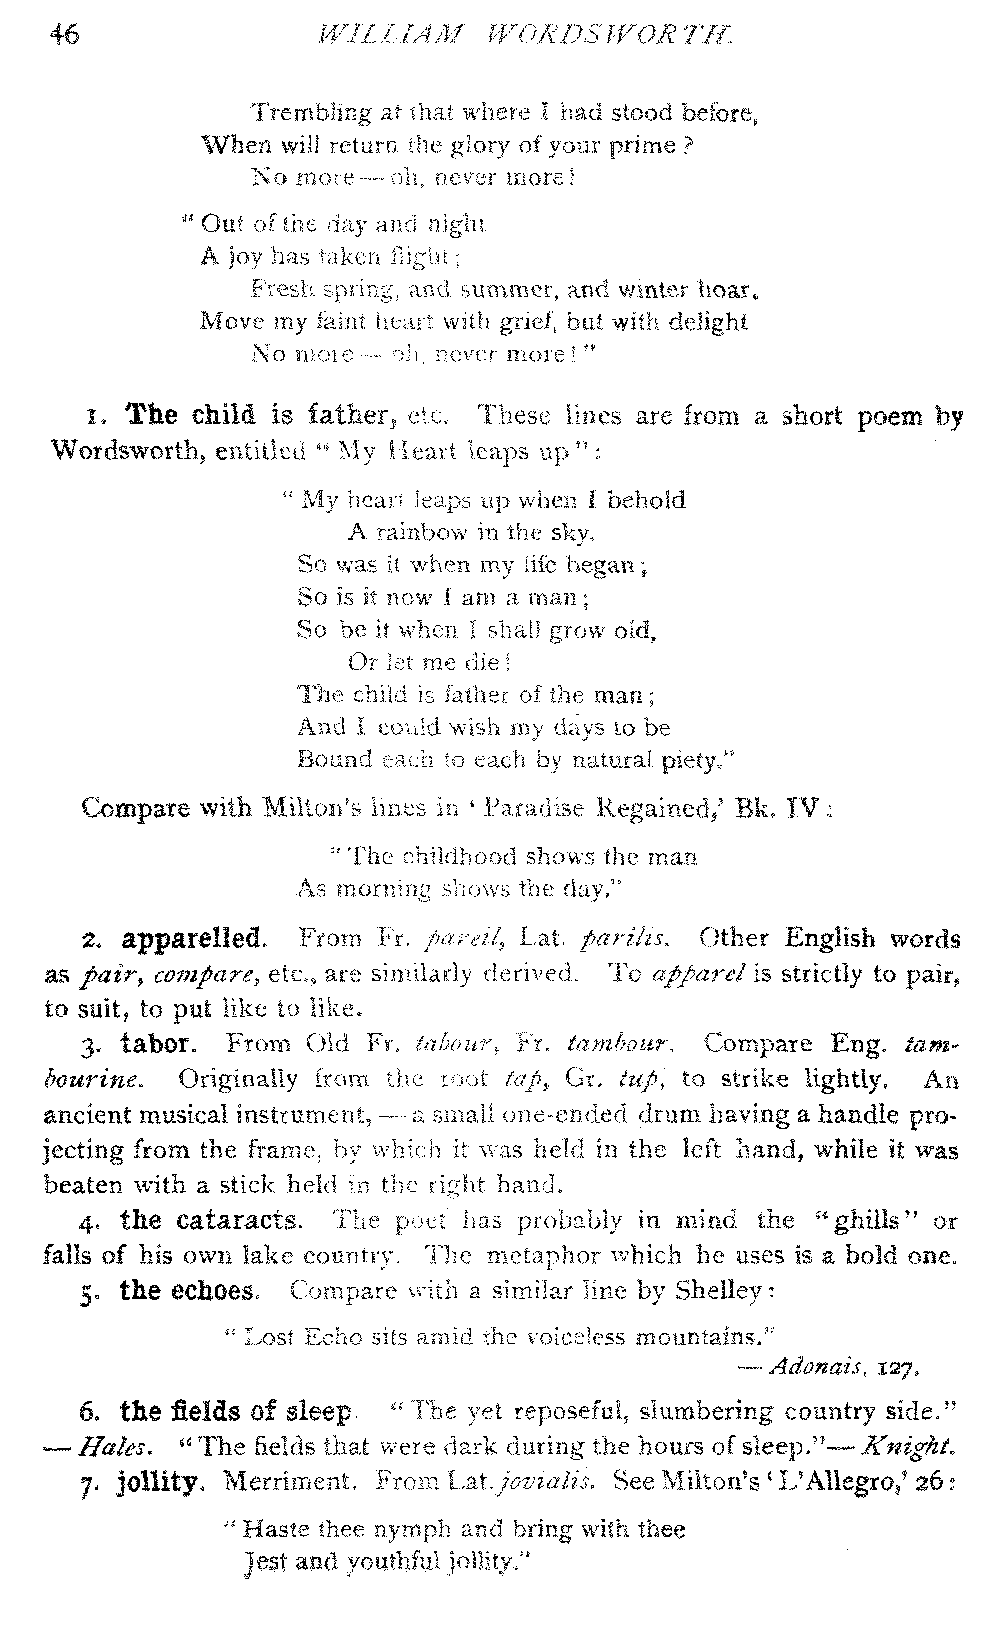 46 WILLIAM WORDSWORTH.
Trembling at that where I had stood before,
When will return the glory of your prime?
No more — oh, never more!
“Out of the day and night
A joy has taken flight;
Fresh spring, and summer, and winter hoar,
Move my faint heart with grief, but with delight
No more — oh, never more!”
1. The child is father, etc. These lines are from a short poem by
Wordsworth, entitled “My Heart leaps up”:
“My heart leaps up when I behold
A rainbow in the sky.
So was it when my life began;
So is it now I am a man;
So be it when I shall grow old,
Or let me die!
The child is father of the man;
And I could wish my days to be
Bound each to each by natural piety.”
Compare with Milton's lines in ‘Paradise Regained,’ Bk. IV:
“The childhood shows the man
As morning shows the day.”
2. apparelled. From Fr. pareil, Lat. parilis. Other English words
as pair, compare, etc., are similarly derived. To apparel is strictly to pair,
to suit, to put like to like.
3. tabor. From Old Fr. tabour, Fr. tambour. Compare Eng. tam-
bourine. Originally from the root tap, Gr. tup, to strike lightly. An
ancient musical instrument, — a small one-ended drum having a handle pro-
jecting from the frame, by which it was held in the left hand, while it was
beaten with a stick held in the right hand.
4. the cataracts. The poet has probably in mind the “ghills” or
falls of his own lake country. The metaphor which he uses is a bold one.
5. the echoes. Compare with a similar line by Shelley:
“Lost Echo sits amid the voiceless mountains.”
— Adonais, 127.
6. the fields of sleep. “The yet reposeful, slumbering country side.”
— Hales. “The fields that were dark during the hours of sleep.” — Knight.
7. jollity. Merriment. From Lat. jovialis. See Milton's ‘L'Allegro,’ 26:
“Haste thee nymph and bring with thee
Jest and youthful jollity.”